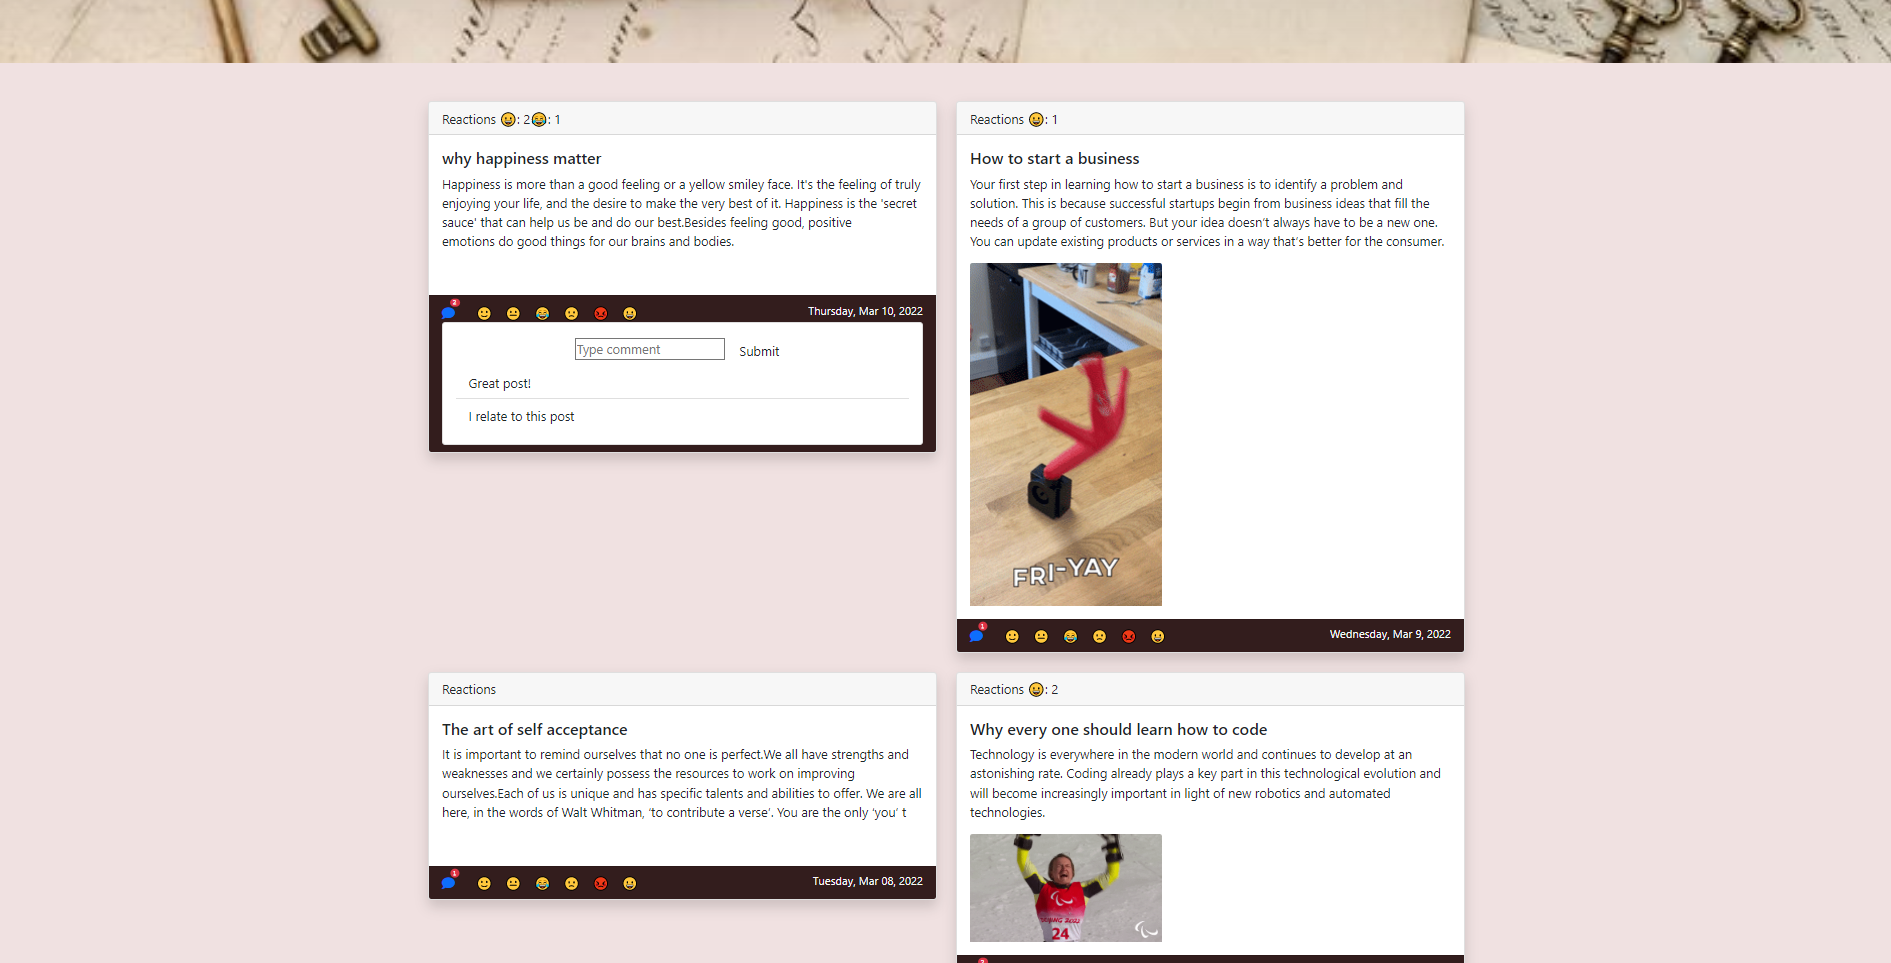 Reactions 😀: 2😂: 1
why happiness matter
Happiness is more than a good feeling or a yellow smiley face. It's the feeling of truly
enjoying your life, and the desire to make the very best of it. Happiness is the 'secret
sauce' that can help us be and do our best.Besides feeling good, positive
emotions do good things for our brains and bodies.
2
Thursday, Mar 10, 2022
Type comment
Submit
Great post!
I relate to this post
Reactions 😀: 1
How to start a business
Your first step in learning how to start a business is to identify a problem and
solution. This is because successful startups begin from business ideas that fill the
needs of a group of customers. But your idea doesn’t always have to be a new one.
You can update existing products or services in a way that’s better for the consumer.
FRI-YAY
1
Wednesday, Mar 9, 2022
Reactions
The art of self acceptance
It is important to remind ourselves that no one is perfect.We all have strengths and
weaknesses and we certainly possess the resources to work on improving
ourselves.Each of us is unique and has specific talents and abilities to offer. We are all
here, in the words of Walt Whitman, ‘to contribute a verse’. You are the only ‘you’ t
1
Tuesday, Mar 08, 2022
Reactions 😀: 2
Why every one should learn how to code
Technology is everywhere in the modern world and continues to develop at an
astonishing rate. Coding already plays a key part in this technological evolution and
will become increasingly important in light of new robotics and automated
technologies.
2022
24